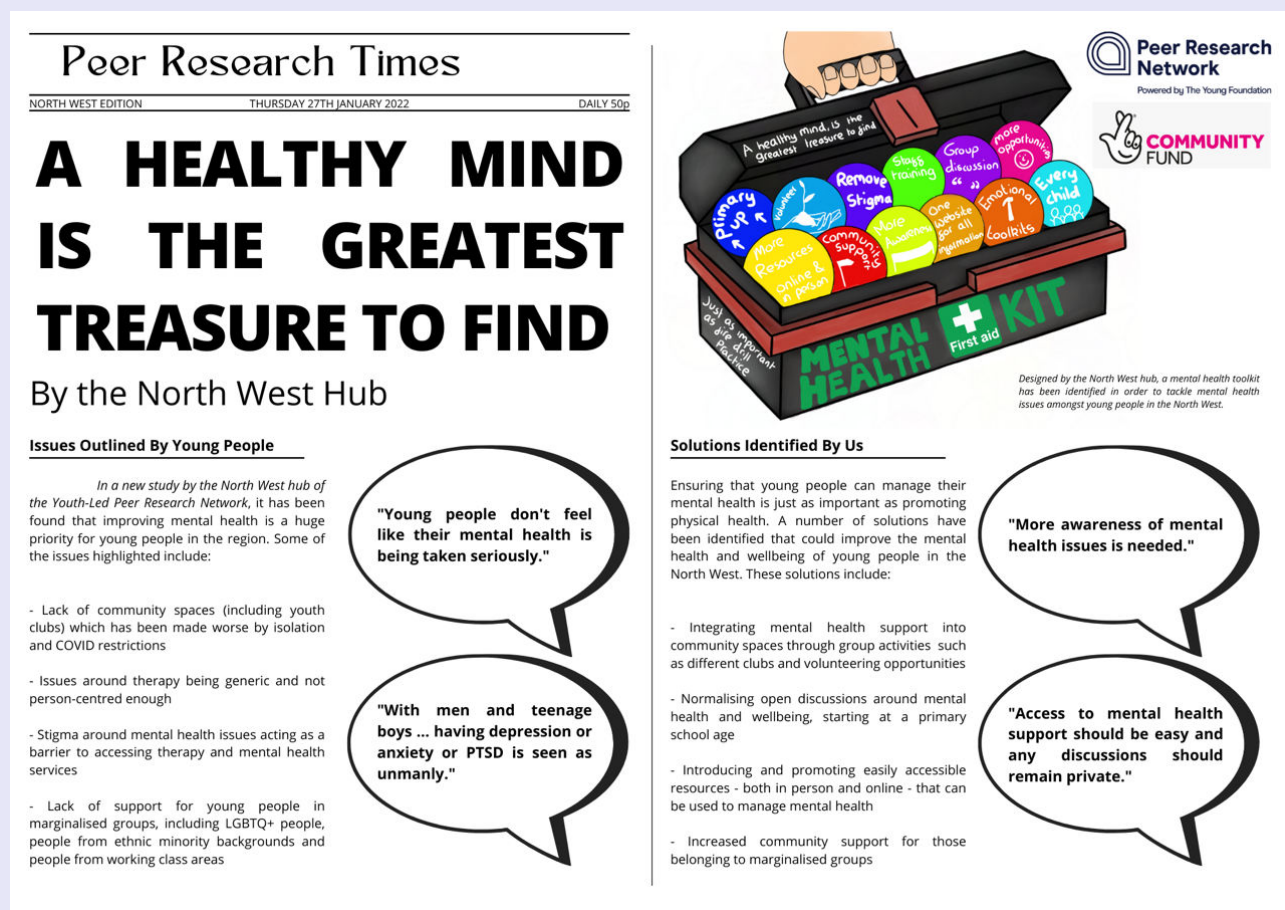 Peer Research Times
NORTH WEST EDITION THURSDAY 27TH JANUARY 2022 DAILY 50p
A HEALTHY MIND
IS THE GREATEST
TREASURE TO FIND
By the North West Hub
Issues Outlined By Young People
In a new study by the North West hub of
the Youth-Led Peer Research Network, it has been
found that improving mental health is a huge
priority for young people in the region. Some of
the issues highlighted include:
- Lack of community spaces (including youth
clubs) which has been made worse by isolation
and COVID restrictions
- Issues around therapy being generic and not
person-centred enough
- Stigma around mental health issues acting as a
barrier to accessing therapy and mental health
services
- Lack of support for young people in
marginalised groups, including LGBTQ+ people,
people from ethnic minority backgrounds and
people from working class areas
"Young people don't feel
like their mental health is
being taken seriously."
"With men and teenage
boys ... having depression or
anxiety or PTSD is seen as
unmanly."
A healthy mind, is the
greatest treasure to find
Primary
up
Volunteer
Remove
Stigma
Staff
training
Group
discussion
“ ”
more
opportunities
More
Resources
online &
in person
Community
Support
More
Awareness
One
website
for all
information
Emotional
toolkits
Every
child
Just as important
as fire drill
Practice
MENTAL
HEALTH
First aid
KIT
Peer Research
Network
Powered by The Young Foundation
COMMUNITY
FUND
Designed by the North West hub, a mental health toolkit
has been identified in order to tackle mental health
issues amongst young people in the North West.
Solutions Identified By Us
Ensuring that young people can manage their
mental health is just as important as promoting
physical health. A number of solutions have
been identified that could improve the mental
health and wellbeing of young people in the
North West. These solutions include:
- Integrating mental health support into
community spaces through group activities such
as different clubs and volunteering opportunities
- Normalising open discussions around mental
health and wellbeing, starting at a primary
school age
- Introducing and promoting easily accessible
resources - both in person and online - that can
be used to manage mental health
- Increased community support for those
belonging to marginalised groups
"More awareness of mental
health issues is needed."
"Access to mental health
support should be easy and
any discussions should
remain private."